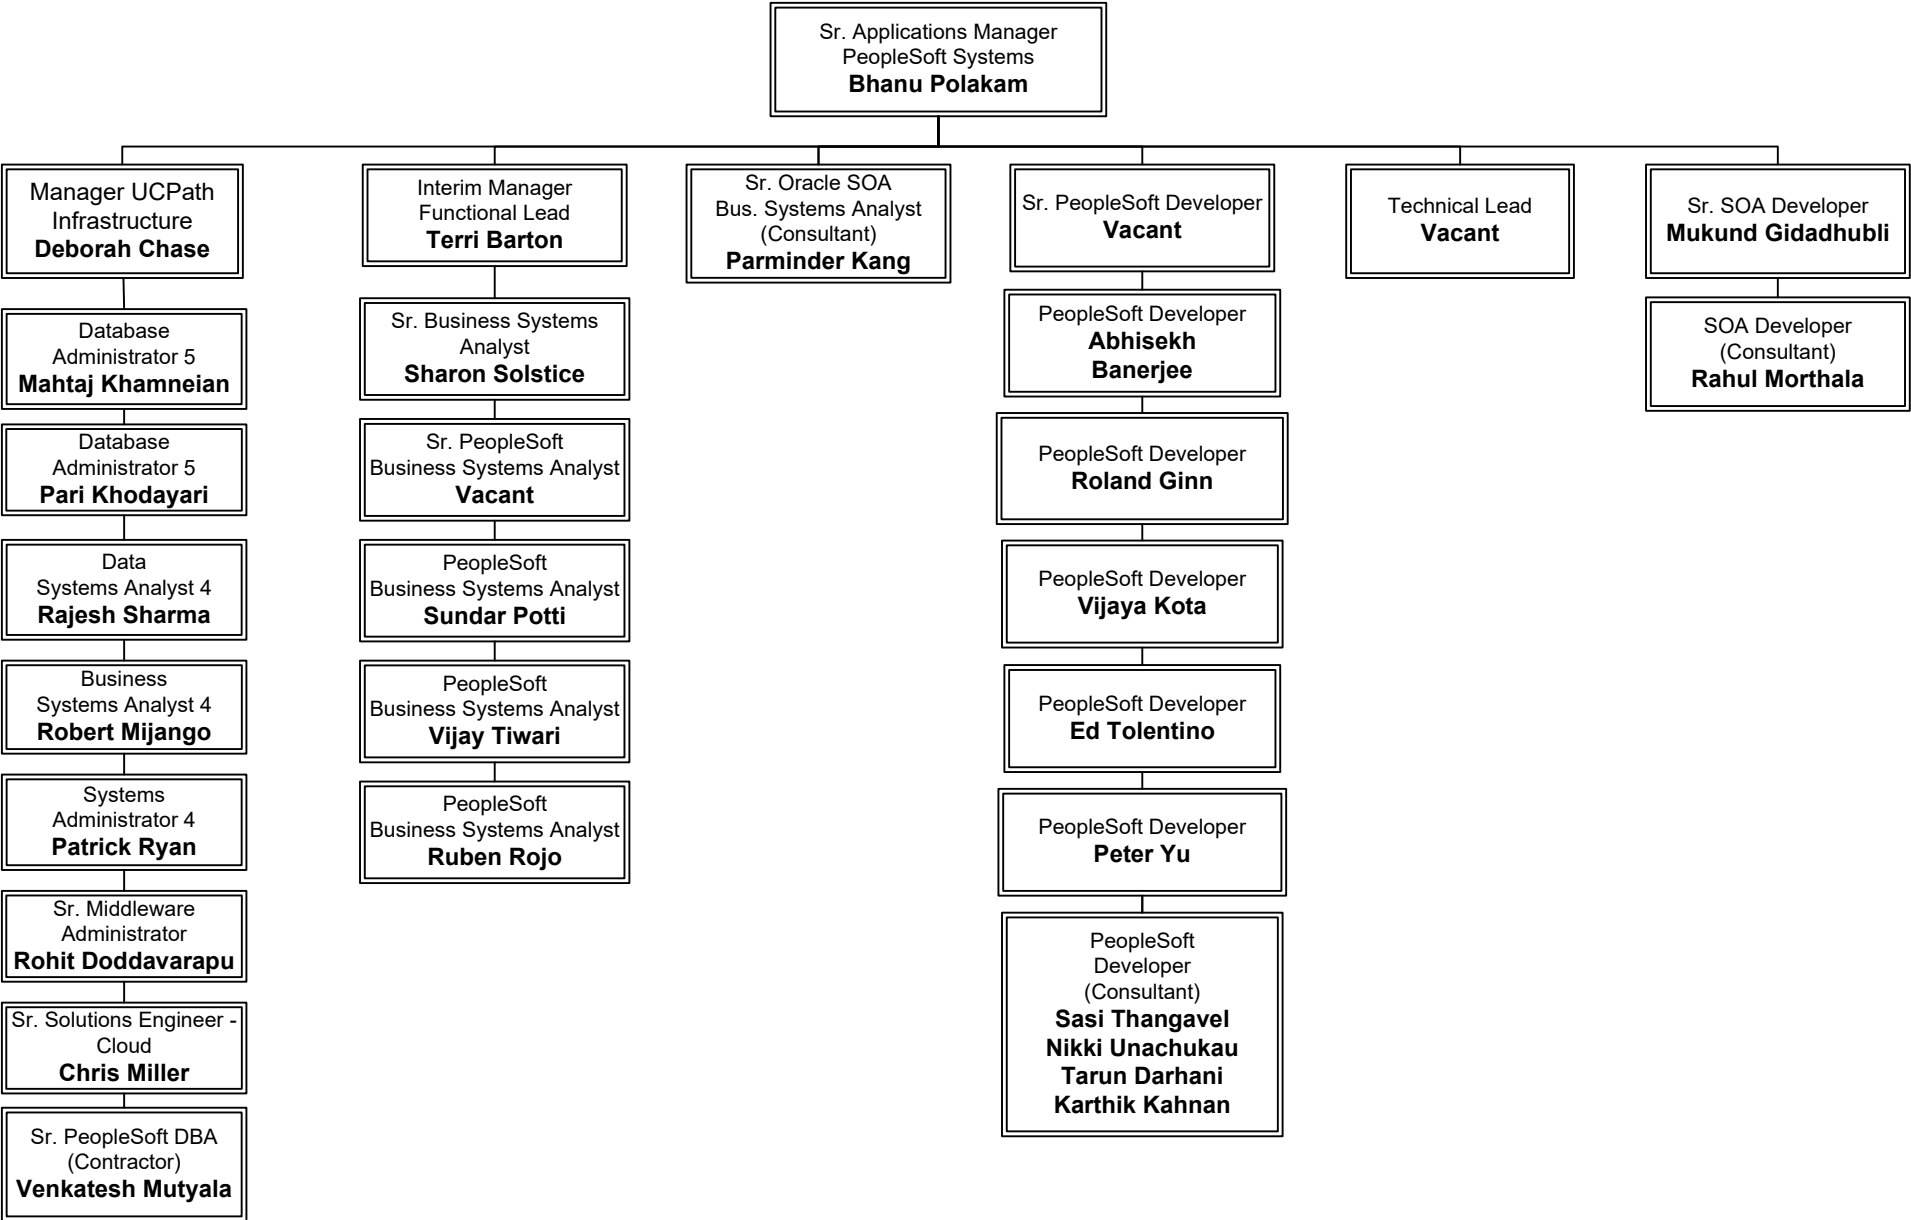 Sr. Applications Manager
PeopleSoft Systems
Bhanu Polakam
Manager UCPath
Infrastructure
Deborah Chase
Database
Administrator 5
Mahtaj Khamneian
Database
Administrator 5
Pari Khodayari
Data
Systems Analyst 4
Rajesh Sharma
Business
Systems Analyst 4
Robert Mijango
Systems
Administrator 4
Patrick Ryan
Sr. Middleware
Administrator
Rohit Doddavarapu
Sr. Solutions Engineer -
Cloud
Chris Miller
Sr. PeopleSoft DBA
(Contractor)
Venkatesh Mutyala
Interim Manager
Functional Lead
Terri Barton
Sr. Business Systems
Analyst
Sharon Solstice
Sr. PeopleSoft
Business Systems Analyst
Vacant
PeopleSoft
Business Systems Analyst
Sundar Potti
PeopleSoft
Business Systems Analyst
Vijay Tiwari
PeopleSoft
Business Systems Analyst
Ruben Rojo
Sr. Oracle SOA
Bus. Systems Analyst
(Consultant)
Parminder Kang
Sr. PeopleSoft Developer
Vacant
PeopleSoft Developer
Abhisekh
Banerjee
PeopleSoft Developer
Roland Ginn
PeopleSoft Developer
Vijaya Kota
PeopleSoft Developer
Ed Tolentino
PeopleSoft Developer
Peter Yu
PeopleSoft
Developer
(Consultant)
Sasi Thangavel
Nikki Unachukau
Tarun Darhani
Karthik Kahnan
Technical Lead
Vacant
Sr. SOA Developer
Mukund Gidadhubli
SOA Developer
(Consultant)
Rahul Morthala